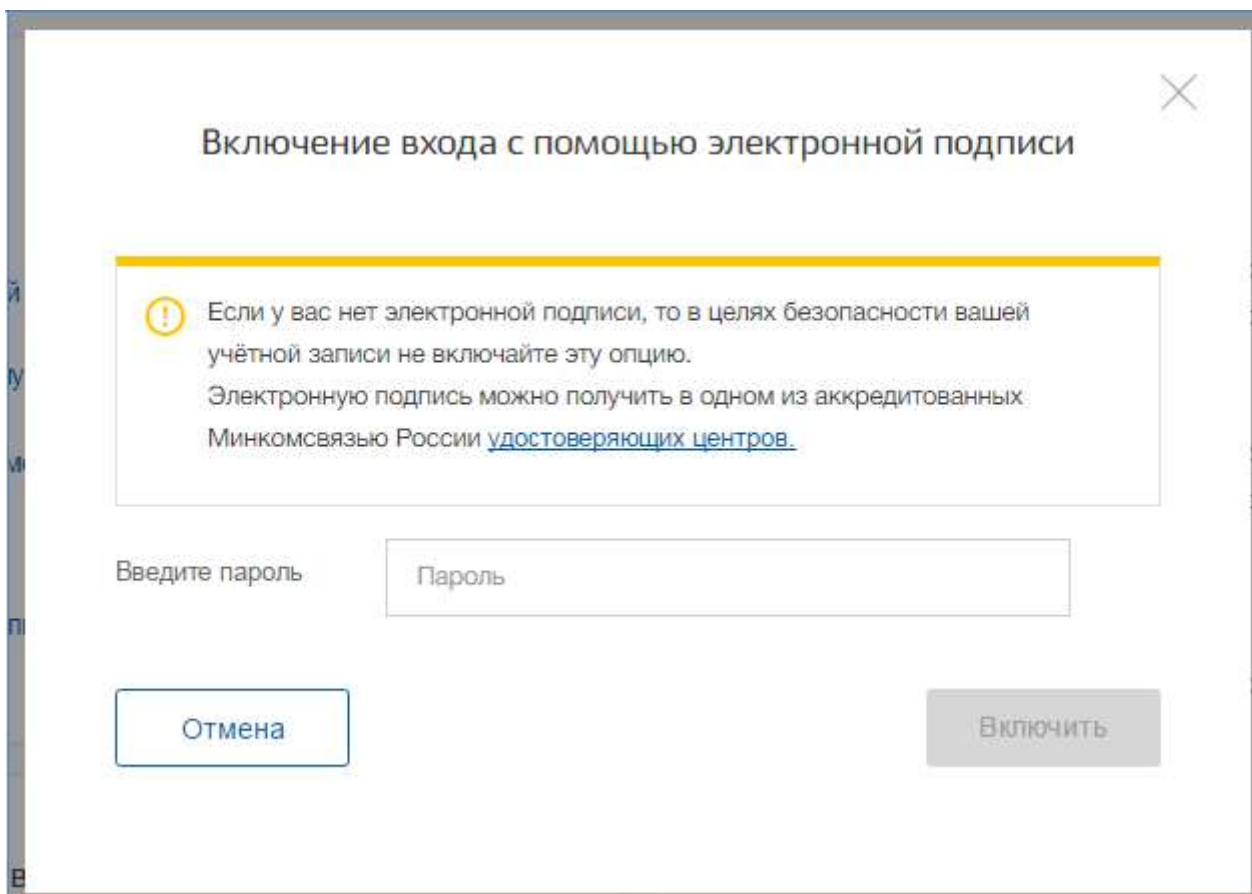 Включение входа с помощью электронной подписи
Если у вас нет электронной подписи, то в целях безопасности вашей
учётной записи не включайте эту опцию.
Электронную подпись можно получить в одном из аккредитованных
Минкомсвязью России удостоверяющих центров.
Введите пароль
Пароль
Отмена
Включить